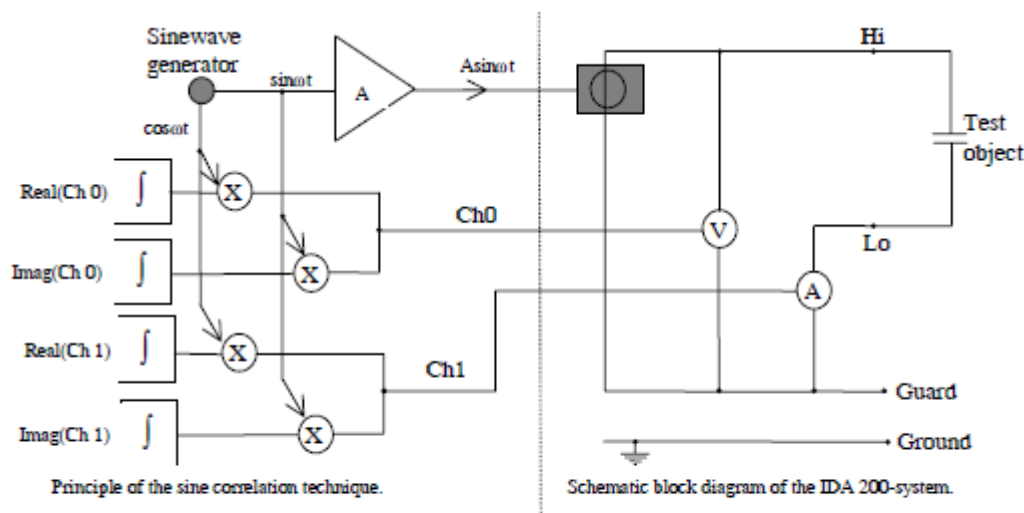 Sinewave
generator
sinωt
cosωt
A
Asinωt
Hi
Test
object
Real(Ch 0)
∫
X
Ch0
V
Lo
Imag(Ch 0)
∫
X
A
Real(Ch 1)
∫
X
Ch1
Guard
Imag(Ch 1)
∫
X
Ground
Principle of the sine correlation technique.
Schematic block diagram of the IDA 200-system.